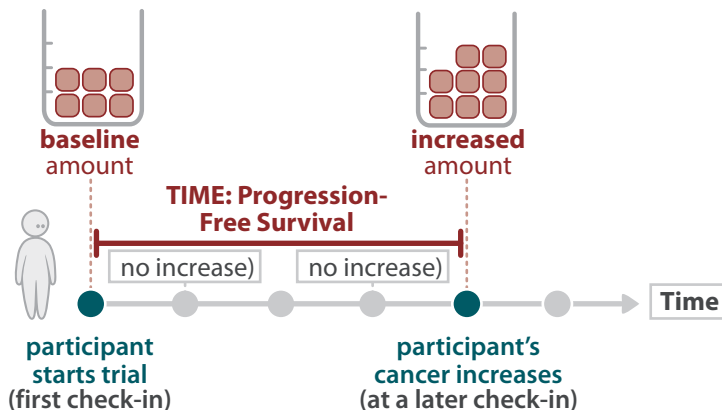 baseline
amount
increased
amount
TIME: Progression-
Free Survival
no increase)
no increase)
Time
participant
starts trial
(first check-in)
participant's
cancer increases
(at a later check-in)